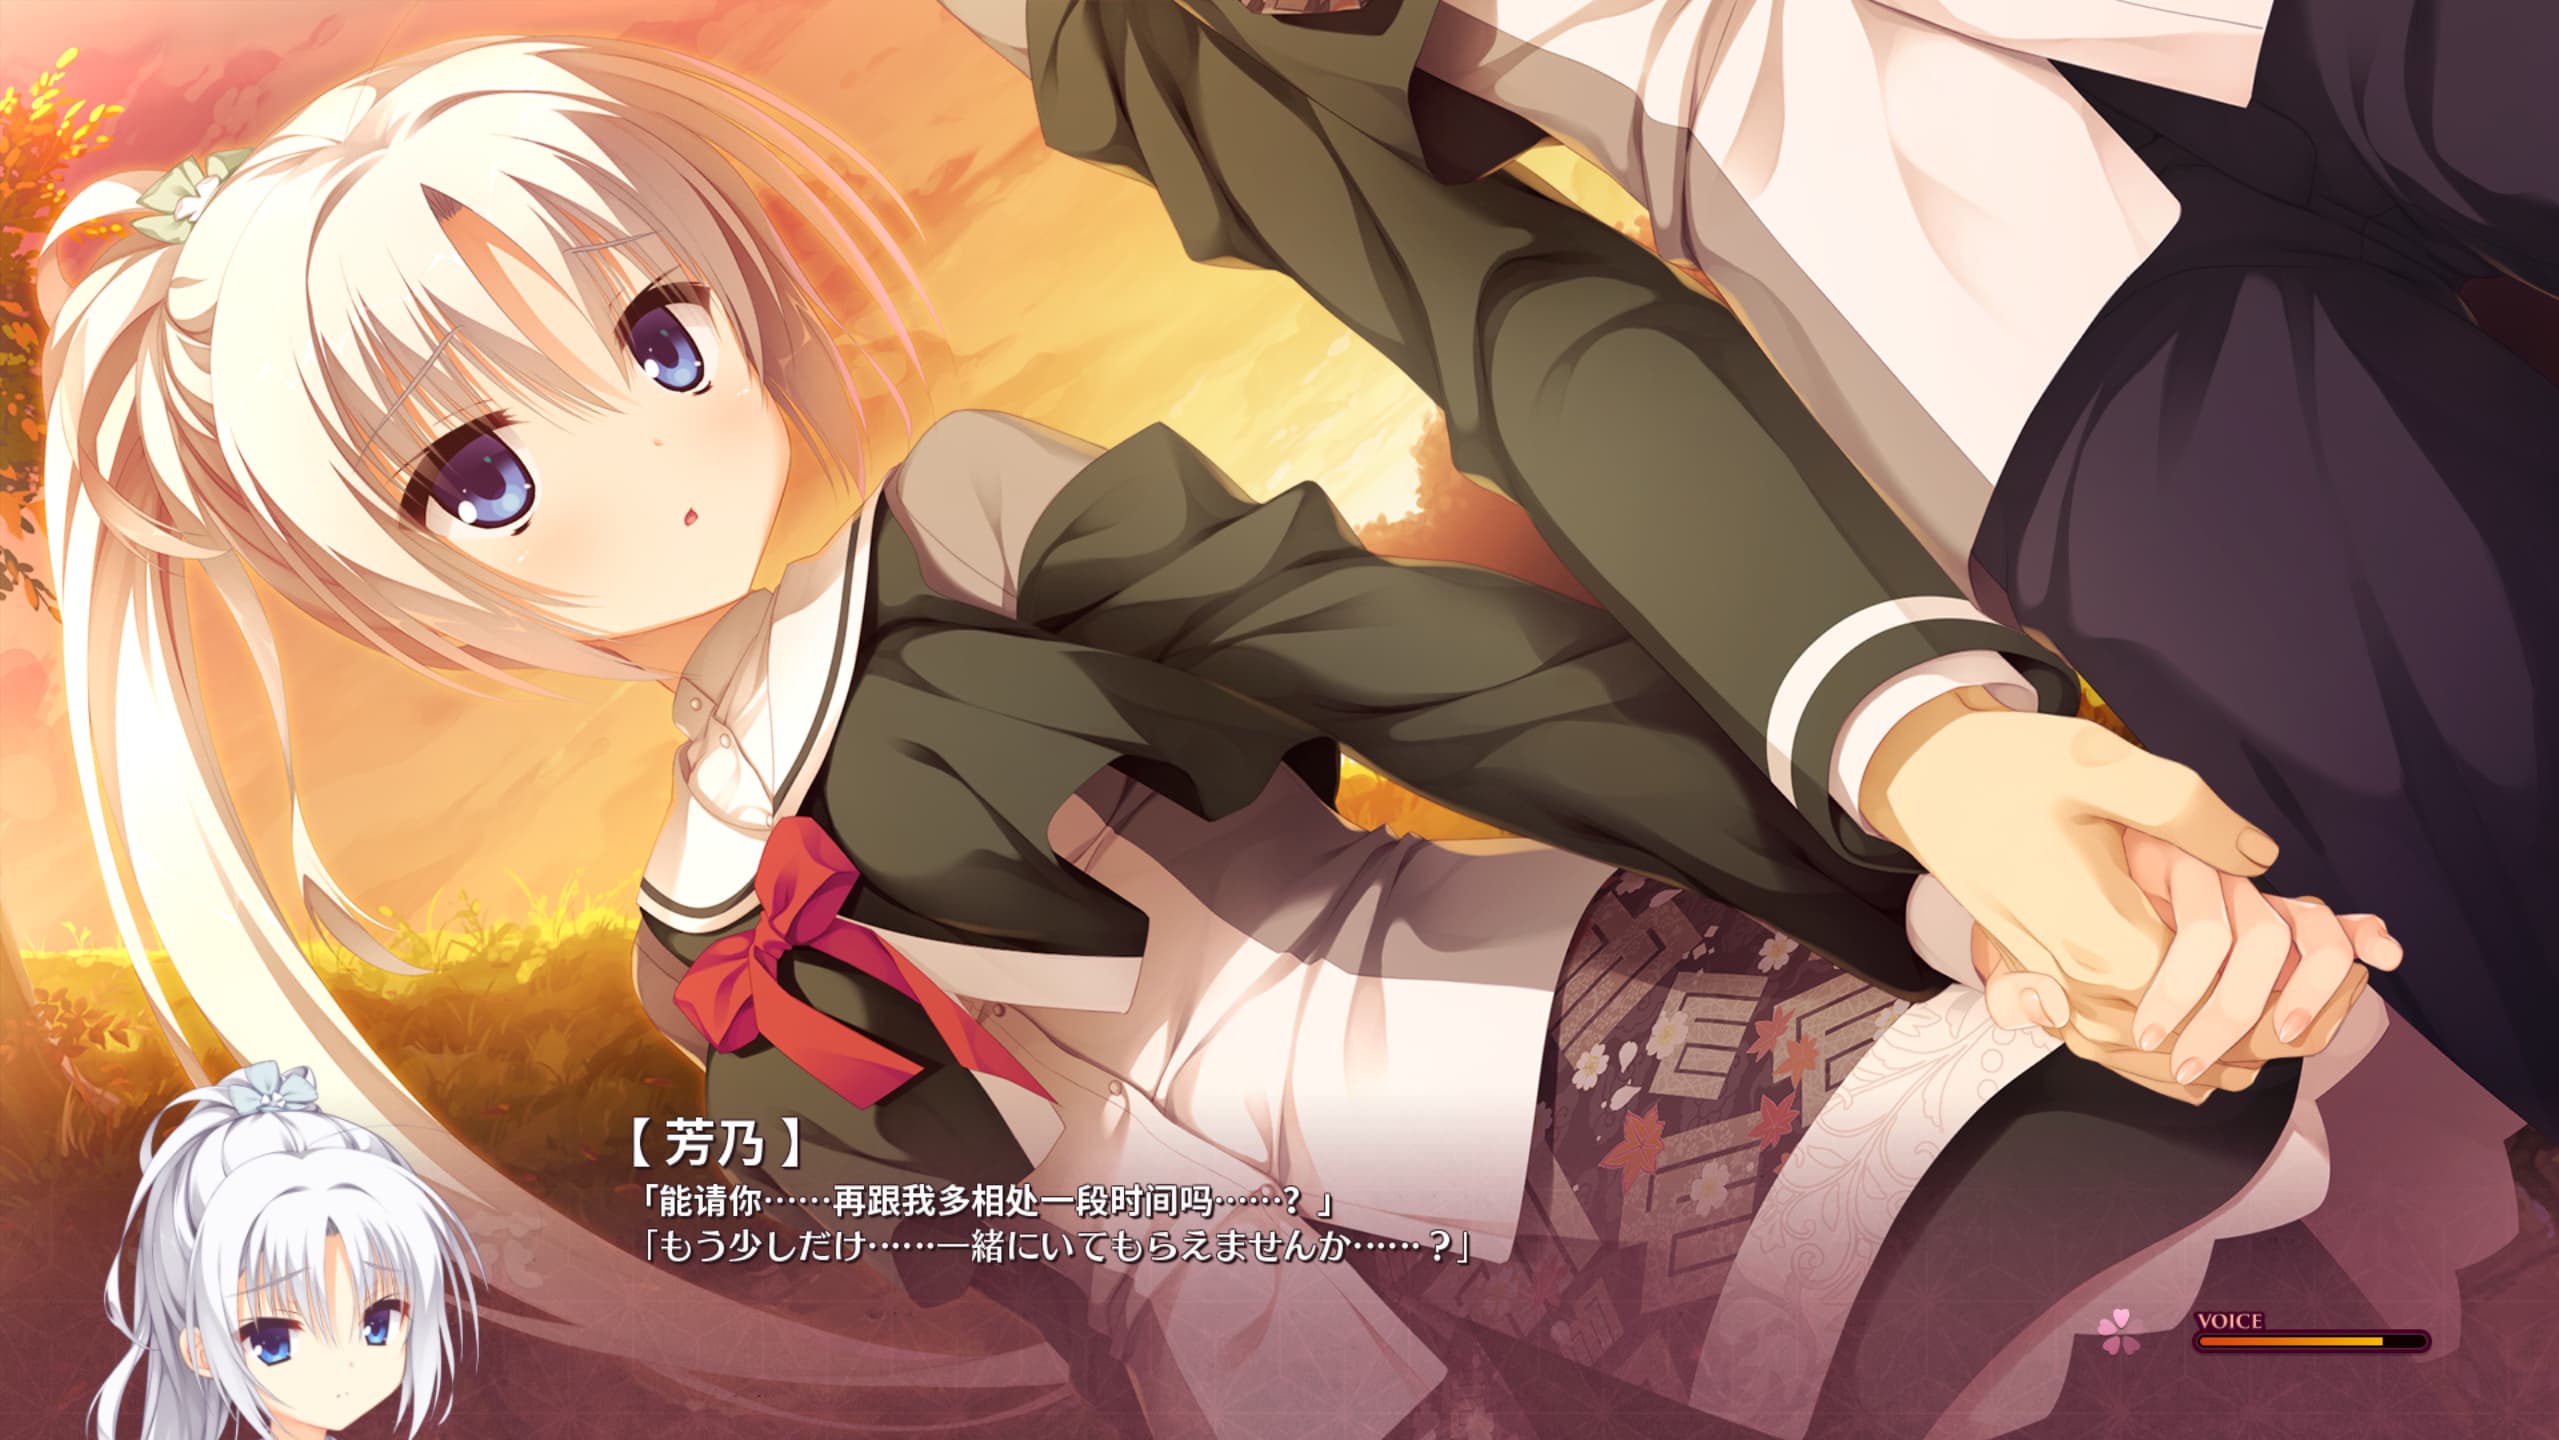 【芳乃】
「能请你……再跟我多相处一段时间吗……？」
「もう少しだけ……一緒にいてもらえませんか……？」
VOICE